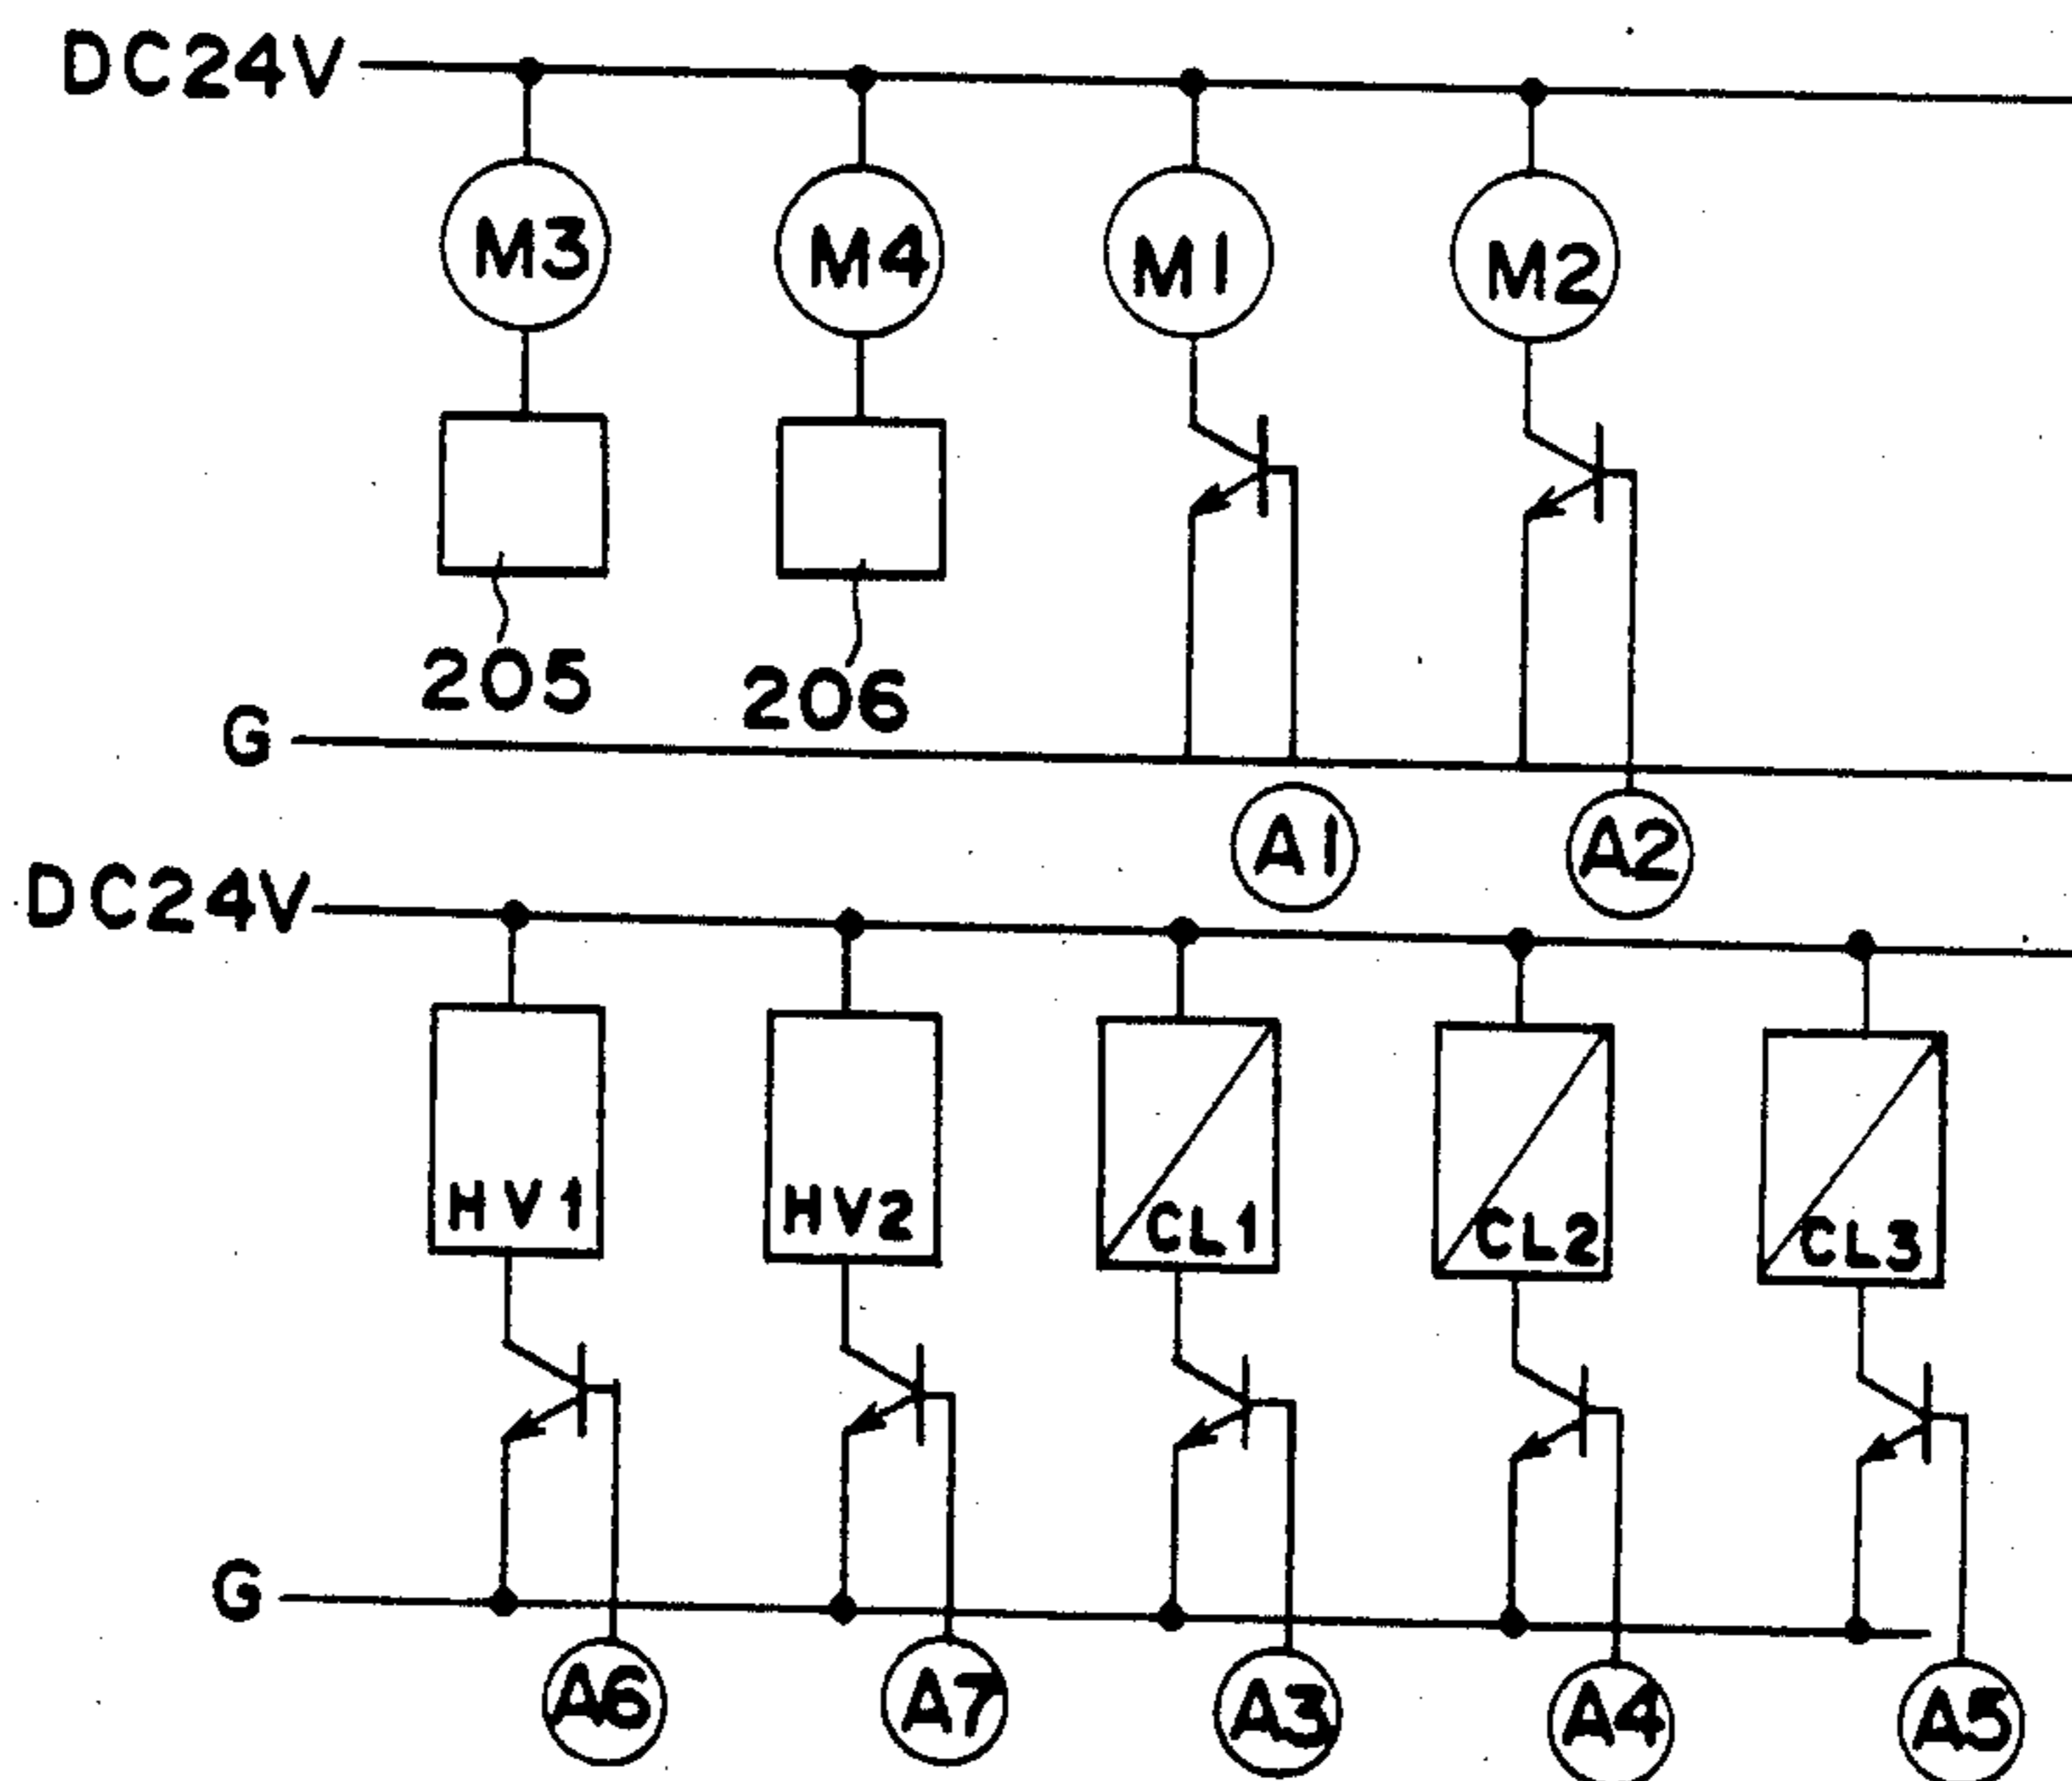 DC24V
M3 M4 M1 M2
205 206
G
A1 A2
DC24V
HV1 HV2 CL1 CL2 CL3
G
A6 A7 A3 A4 A5